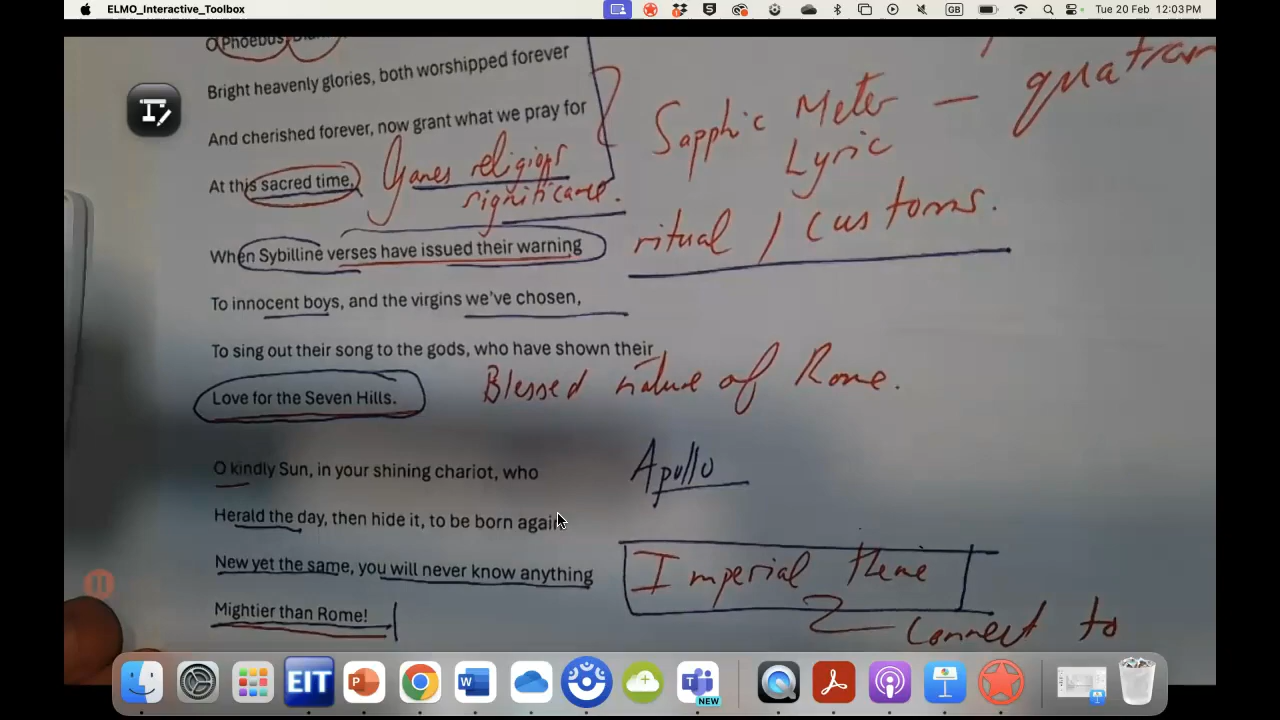 ELMO_Interactive_Toolbox
GB
Tue 20 Feb 12:03 PM
O Phoebus,
Bright heavenly glories, both worshipped forever
And cherished forever, now grant what we pray for
At this sacred time,
Games religious
significance.
When Sybilline verses have issued their warning
To innocent boys, and the virgins we've chosen,
To sing out their song to the gods, who have shown their
Love for the Seven Hills.
Sapphic Meter — quatrain
Lyric
ritual / customs.
Blessed nature of Rome.
O kindly Sun, in your shining chariot, who
Herald the day, then hide it, to be born again
New yet the same, you will never know anything
Mightier than Rome!
Apollo
Imperial theme
connect to
EIT
NEW